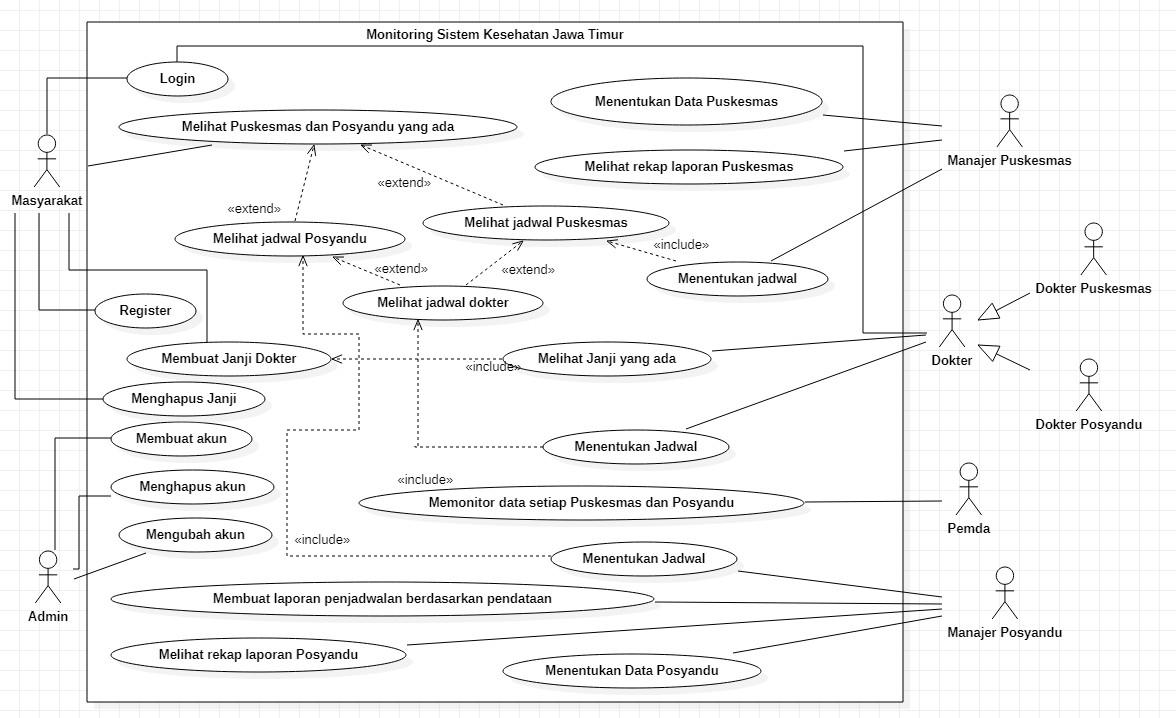 Monitoring Sistem Kesehatan Jawa Timur
Login
Menentukan Data Puskesmas
Melihat Puskesmas dan Posyandu yang ada
Manajer Puskesmas
Melihat rekap laporan Puskesmas
«extend»
Masyarakat
«extend»
Melihat jadwal Puskesmas
Melihat jadwal Posyandu
«include»
«extend»
«extend»
Menentukan jadwal
Dokter Puskesmas
Melihat jadwal dokter
Register
Membuat Janji Dokter
Melihat Janji yang ada
Dokter
«include»
Menghapus Janji
Dokter Posyandu
Membuat akun
Menentukan Jadwal
«include»
Menghapus akun
Memonitor data setiap Puskesmas dan Posyandu
Pemda
Mengubah akun
«include»
Menentukan Jadwal
Membuat laporan penjadwalan berdasarkan pendataan
Admin
Manajer Posyandu
Melihat rekap laporan Posyandu
Menentukan Data Posyandu